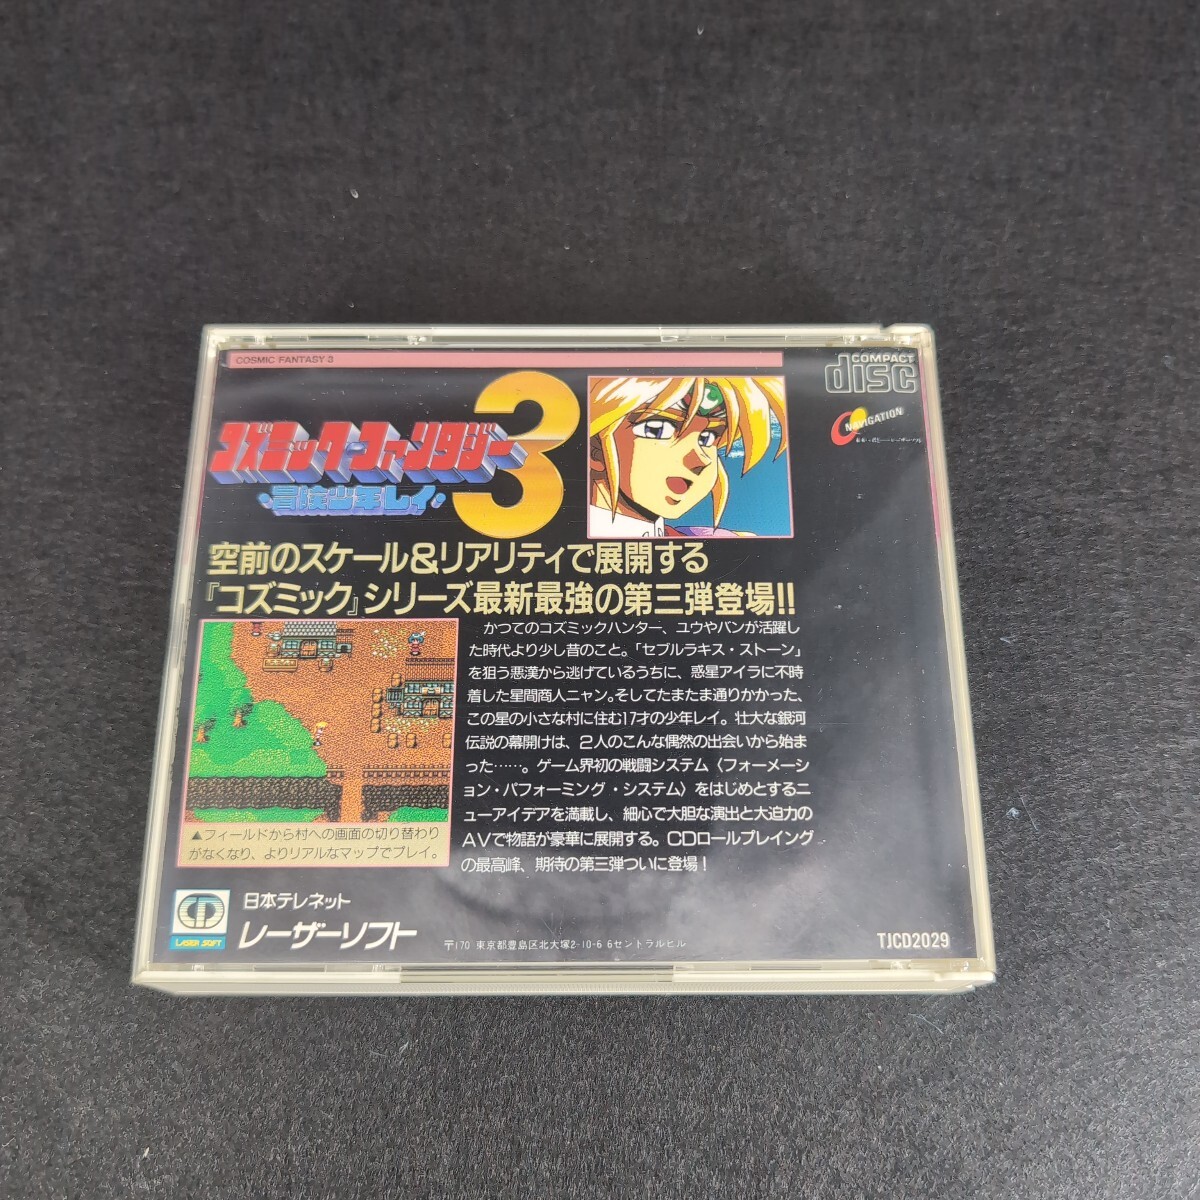 COSMIC FANTASY 3
COMPACT
disc
NAVIGATION
コズミック・ファンタジー
3
・冒険少年レイ・
空前のスケール&リアリティで展開する
『コズミック』シリーズ最新最強の第三弾登場!!
かつてのコズミックハンター、ユウやバンが活躍し
た時代より少し昔のこと。「セブルラキス・ストーン」
を狙う悪漢から逃げているうちに、惑星アイラに不時
着した星間商人ニャン。そしてたまたま通りかかった、
この星の小さな村に住む17才の少年レイ。壮大な銀河
伝説の幕開けは、2人のこんな偶然の出会いから始ま
った……。ゲーム界初の戦闘システム〈フォーメーシ
ョン・パフォーミング・システム〉をはじめとするニ
ューアイデアを満載し、細心で大胆な演出と大迫力の
AVで物語が豪華に展開する。CDロールプレイング
の最高峰、期待の第三弾ついに登場!
▲フィールドから村への画面の切り替わり
がなくなり、よりリアルなマップでプレイ。
CD
LASER SOFT
日本テレネット
レーザーソフト
〒170 東京都豊島区北大塚2-10-6 6セントラルビル
TJCD2029